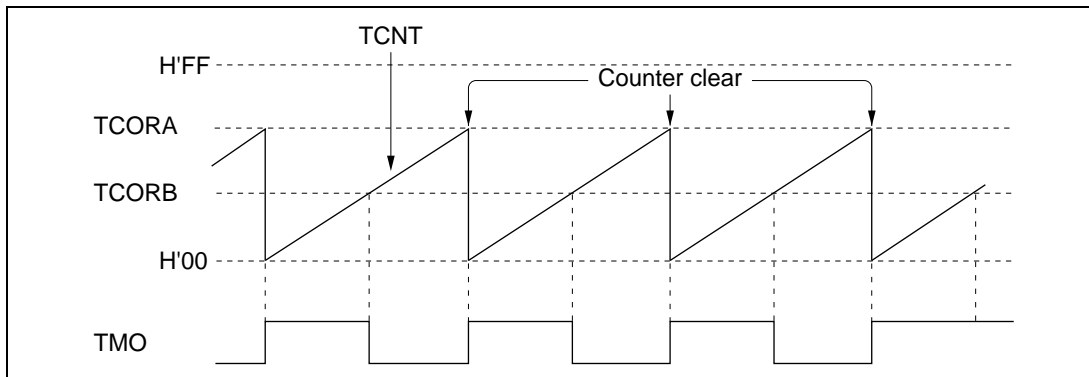 TCNT
H'FF
Counter clear
TCORA
TCORB
H'00
TMO